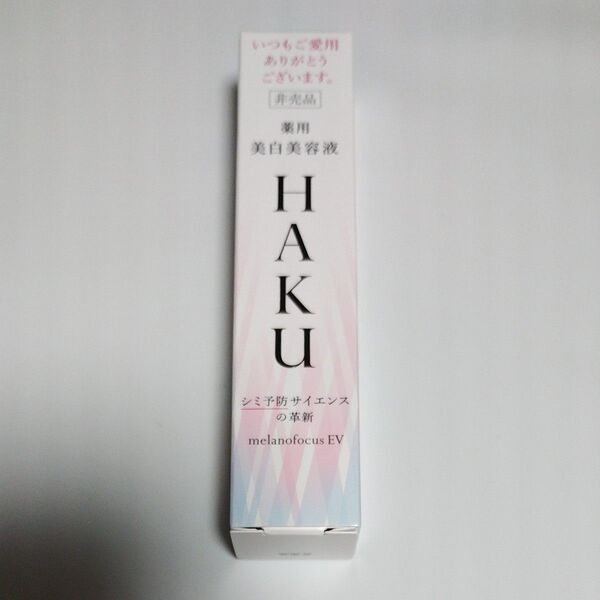 いつもご愛用
ありがとう
ございます。
非売品
薬用
美白美容液
HAKU
シミ予防サイエンス
の革新
melanofocus EV